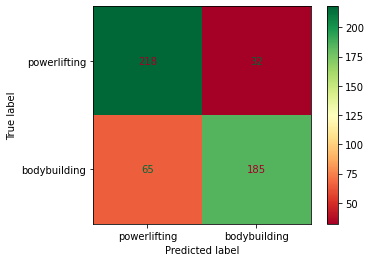 200
powerlifting 218 32
175
150
True label
125
100
bodybuilding 65 185
75
50
powerlifting bodybuilding
Predicted label